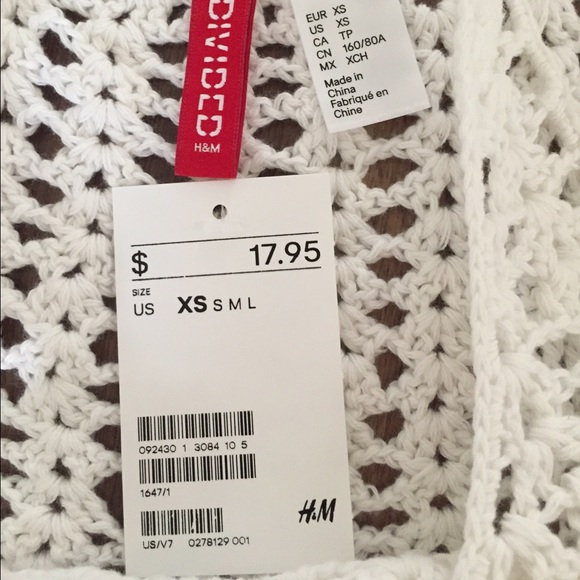 DIVIDED
H&M
EUR XS
US XS
CA TP
CN 160/80A
MX XCH
Made in
China
Fabriqué en
Chine
$ 17.95
SIZE
US XS S M L
092430 1 3084 10 5
1647/1
US/V7 0278129 001
H&M